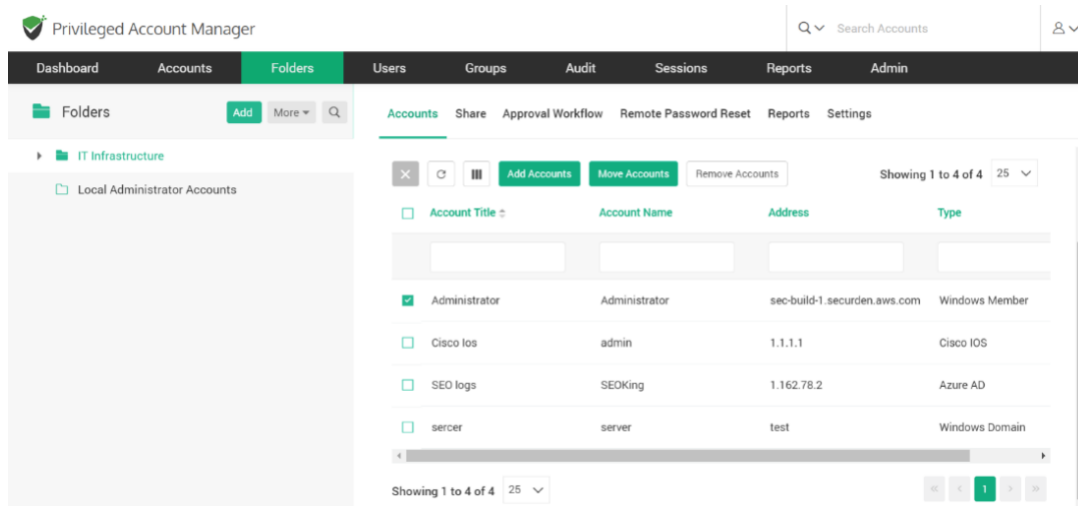 Privileged Account Manager
Search Accounts
Dashboard Accounts Folders Users Groups Audit Sessions Reports Admin
Folders Add More
Accounts Share Approval Workflow Remote Password Reset Reports Settings
IT Infrastructure
Local Administrator Accounts
Add Accounts Move Accounts Remove Accounts Showing 1 to 4 of 4 25
Account Title Account Name Address Type
Administrator Administrator sec-build-1.securden.aws.com Windows Member
Cisco Ios admin 1.1.1.1 Cisco IOS
SEO logs SEOKing 1.162.78.2 Azure AD
sercer server test Windows Domain
Showing 1 to 4 of 4 25 « < 1 > »